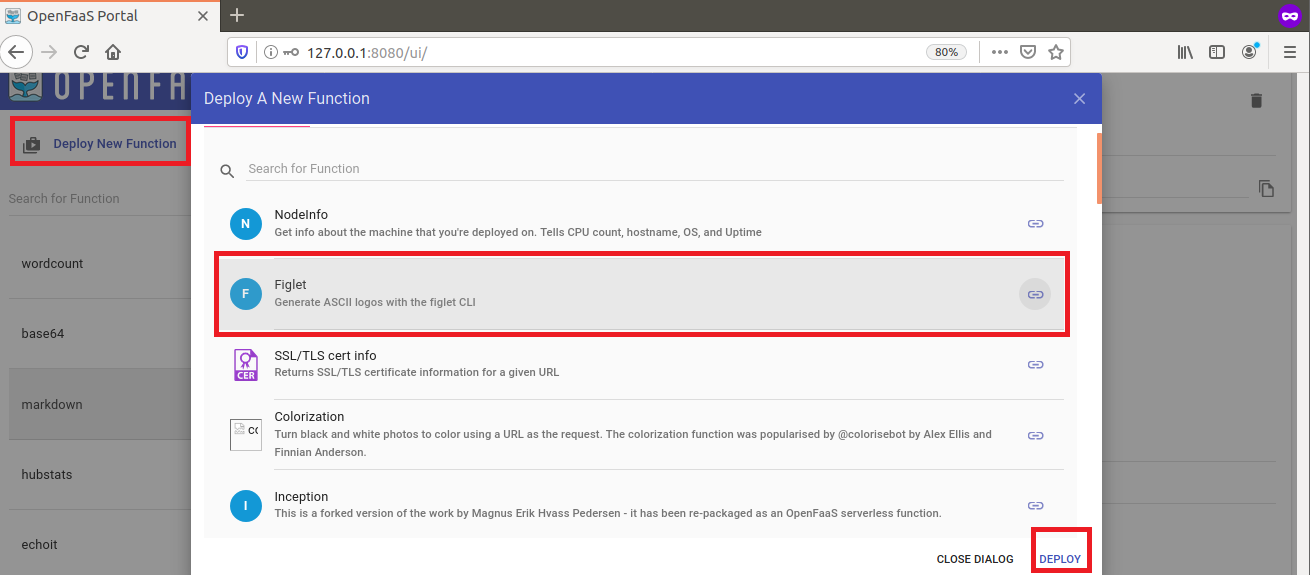 OpenFaaS Portal
127.0.0.1:8080/ui/
80%
OPENFA
Deploy A New Function
Deploy New Function
Search for Function
Search for Function
NodeInfo
N
Get info about the machine that you're deployed on. Tells CPU count, hostname, OS, and Uptime
wordcount
Figlet
F
Generate ASCII logos with the figlet CLI
base64
SSL/TLS cert info
CER
Returns SSL/TLS certificate information for a given URL
markdown
Colorization
Turn black and white photos to color using a URL as the request. The colorization function was popularised by @colorisebot by Alex Ellis and
Finnian Anderson.
hubstats
Inception
I
This is a forked version of the work by Magnus Erik Hvass Pedersen - it has been re-packaged as an OpenFaaS serverless function.
echoit
CLOSE DIALOG
DEPLOY